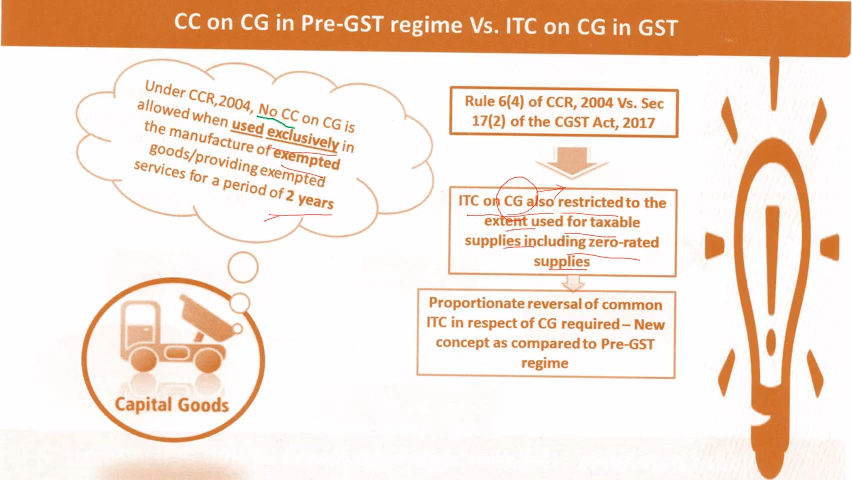 CC on CG in Pre-GST regime Vs. ITC on CG in GST
Under CCR,2004, No CC on CG is
allowed when used exclusively in
the manufacture of exempted
goods/providing exempted
services for a period of 2 years
Capital Goods
Rule 6(4) of CCR, 2004 Vs. Sec
17(2) of the CGST Act, 2017
ITC on CG also restricted to the
extent used for taxable
supplies including zero-rated
supplies
Proportionate reversal of common
ITC in respect of CG required – New
concept as compared to Pre-GST
regime